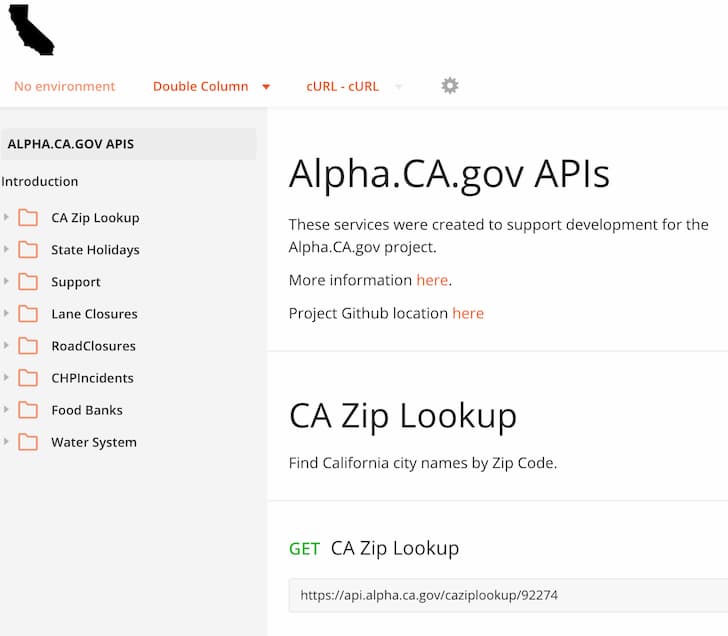 No environment Double Column cURL - cURL
ALPHA.CA.GOV APIS
Introduction
CA Zip Lookup
State Holidays
Support
Lane Closures
RoadClosures
CHPIncidents
Food Banks
Water System
Alpha.CA.gov APIs
These services were created to support development for the
Alpha.CA.gov project.
More information here.
Project Github location here
CA Zip Lookup
Find California city names by Zip Code.
GET CA Zip Lookup
https://api.alpha.ca.gov/caziplookup/92274